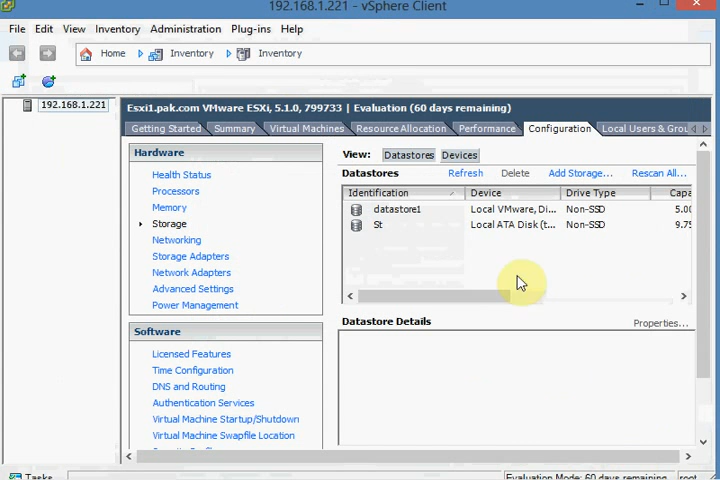 192.168.1.221 - vSphere Client
File Edit View Inventory Administration Plug-ins Help
Home Inventory Inventory
192.168.1.221
Esxi1.pak.com VMware ESXi, 5.1.0, 799733 | Evaluation (60 days remaining)
Getting Started Summary Virtual Machines Resource Allocation Performance Configuration Local Users & Grou
Hardware
Health Status
Processors
Memory
Storage
Networking
Storage Adapters
Network Adapters
Advanced Settings
Power Management
Software
Licensed Features
Time Configuration
DNS and Routing
Authentication Services
Virtual Machine Startup/Shutdown
Virtual Machine Swapfile Location
View: Datastores Devices
Datastores Refresh Delete Add Storage... Rescan All...
Identification Device Drive Type Capa
datastore1 Local VMware, Di... Non-SSD 5.00
St Local ATA Disk (t... Non-SSD 9.75
Datastore Details Properties...
Tasks Evaluation Mode: 60 days remaining root